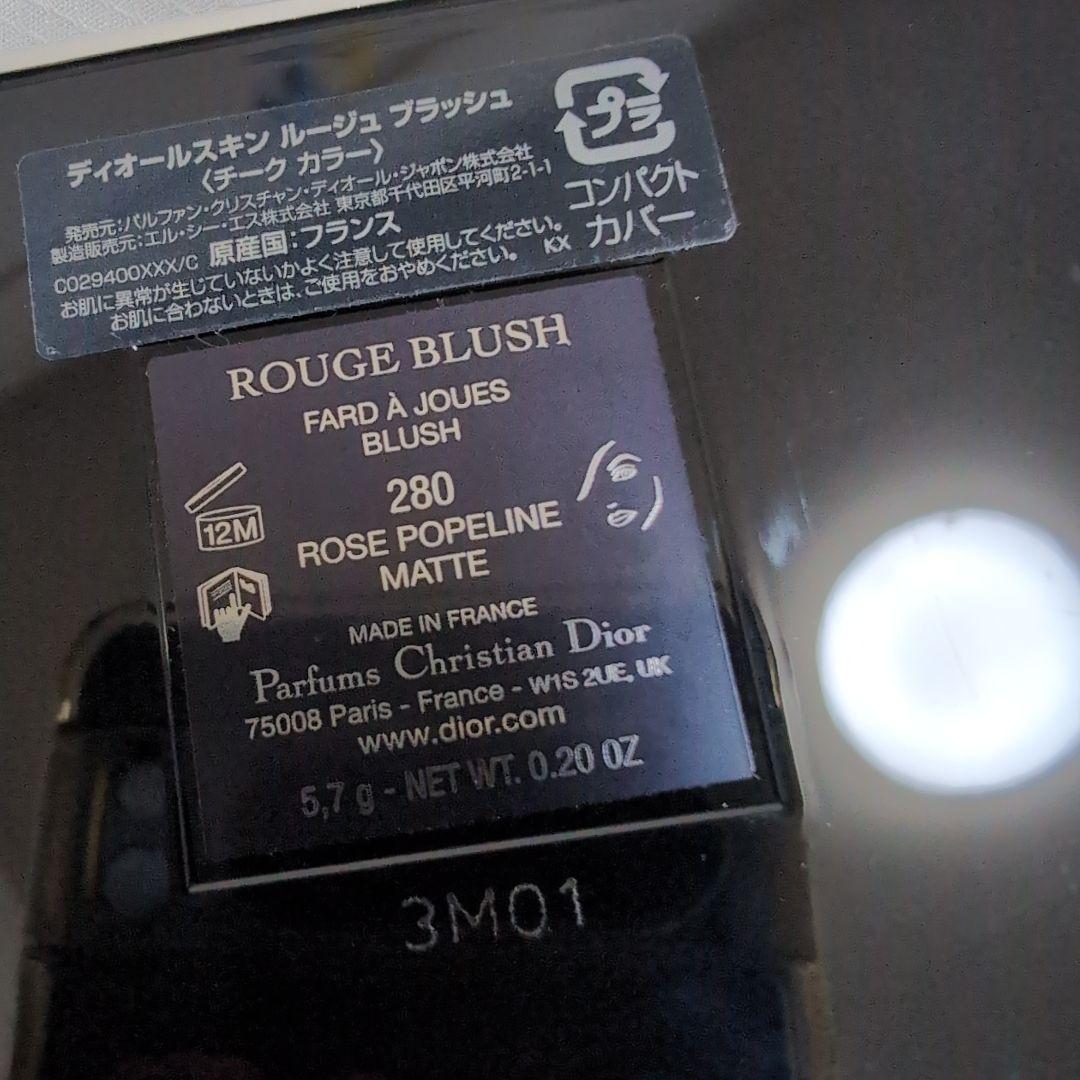 ディオールスキン ルージュ ブラッシュ
〈チーク カラー〉
発売元：パルファン・クリスチャン・ディオール・ジャポン株式会社
製造販売元：エル・シー・エス株式会社 東京都千代田区平河町2-1-1
C029400XXX/C 原産国：フランス
お肌に異常が生じていないかよく注意して使用してください。
お肌に合わないときは、ご使用をおやめください。 KX
プラ
コンパクト
カバー
ROUGE BLUSH
FARD À JOUES
BLUSH
280
ROSE POPELINE
MATTE
12M
MADE IN FRANCE
Parfums Christian Dior
75008 Paris - France - W1S 2UE, UK
www.dior.com
5,7 g - NET WT. 0.20 OZ
3M01